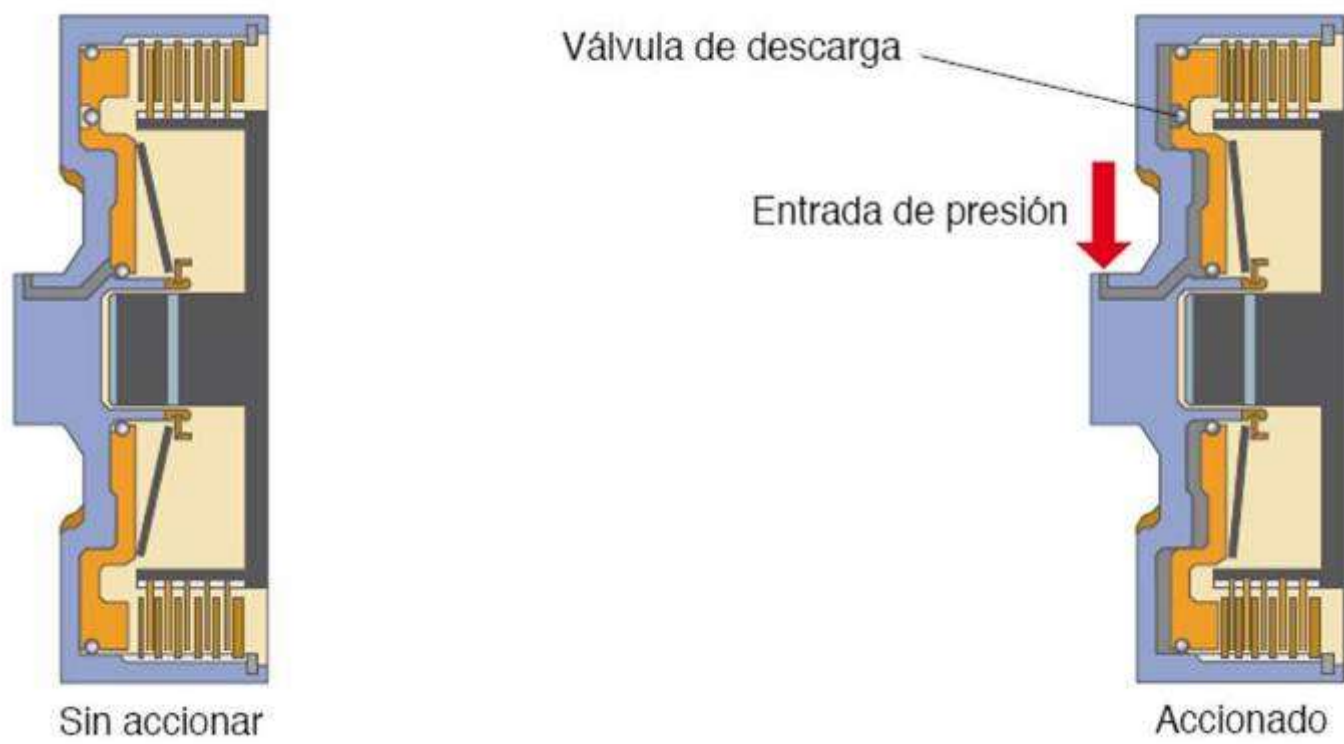 Válvula de descarga
Entrada de presión
Sin accionar
Accionado